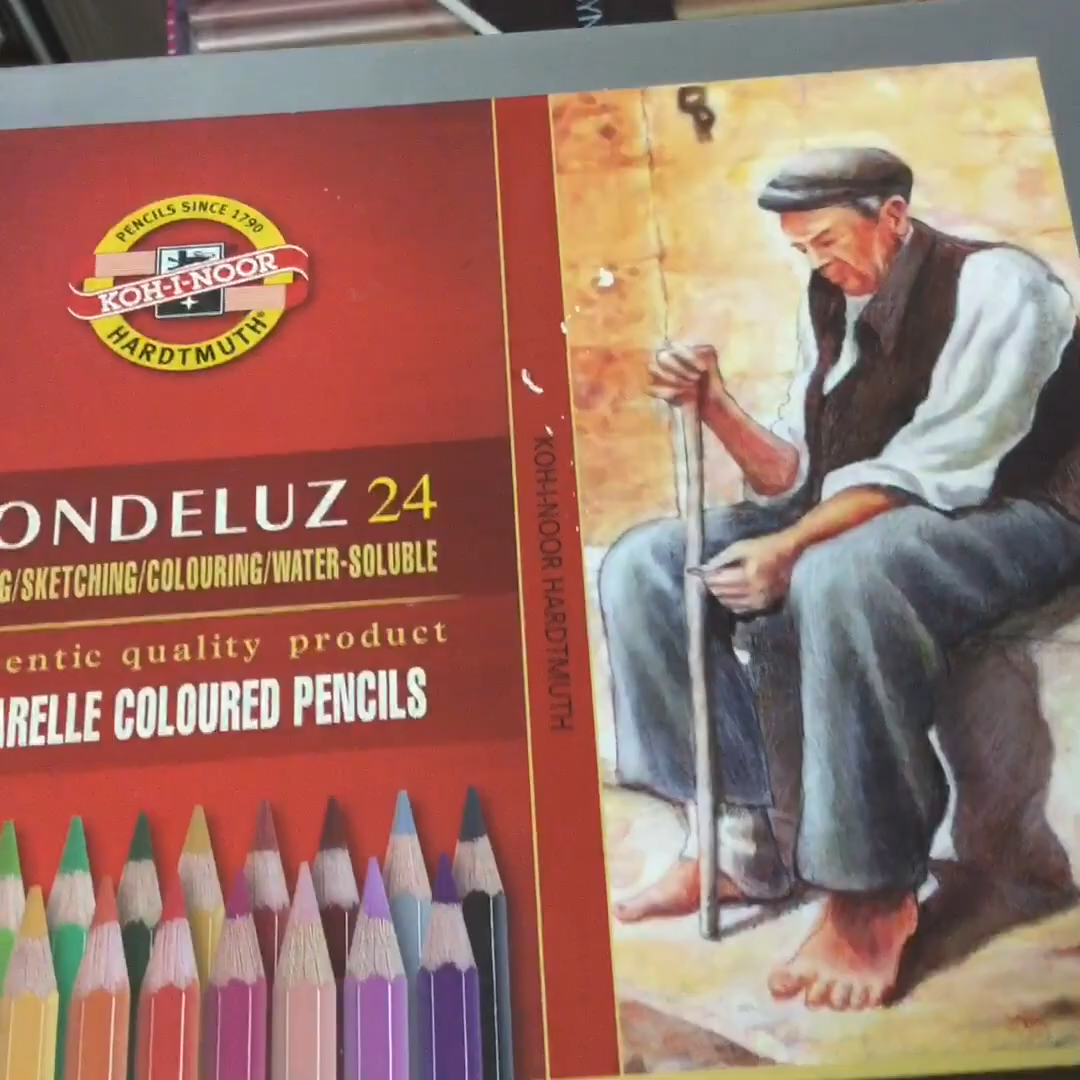 PENCILS SINCE 1790
KOH-I-NOOR
HARDTMUTH®
ONDELUZ 24
G/SKETCHING/COLOURING/WATER-SOLUBLE
entic quality product
RELLE COLOURED PENCILS
KOH-I-NOOR HARDTMUTH